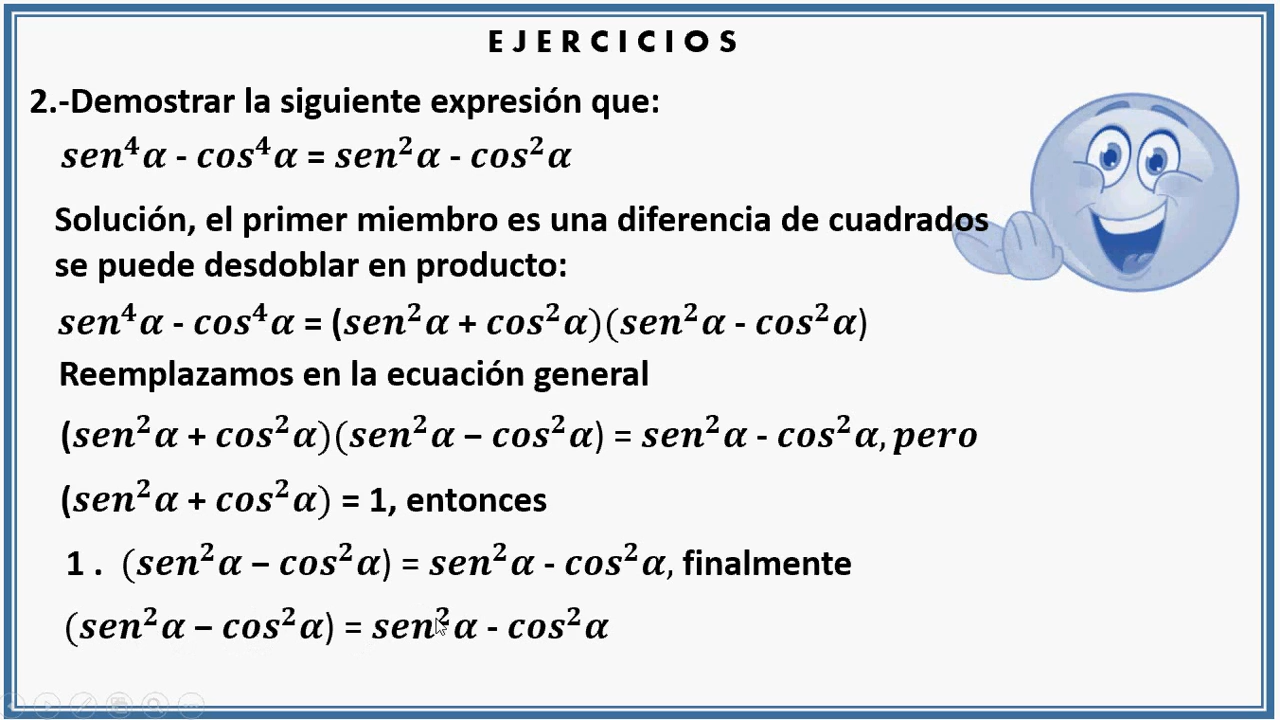 EJERCICIOS
2.-Demostrar la siguiente expresión que:
sen⁴α - cos⁴α = sen²α - cos²α
Solución, el primer miembro es una diferencia de cuadrados
se puede desdoblar en producto:
sen⁴α - cos⁴α = (sen²α + cos²α)(sen²α - cos²α)
Reemplazamos en la ecuación general
(sen²α + cos²α)(sen²α − cos²α) = sen²α - cos²α, pero
(sen²α + cos²α) = 1, entonces
1 . (sen²α − cos²α) = sen²α - cos²α, finalmente
(sen²α − cos²α) = sen²α - cos²α